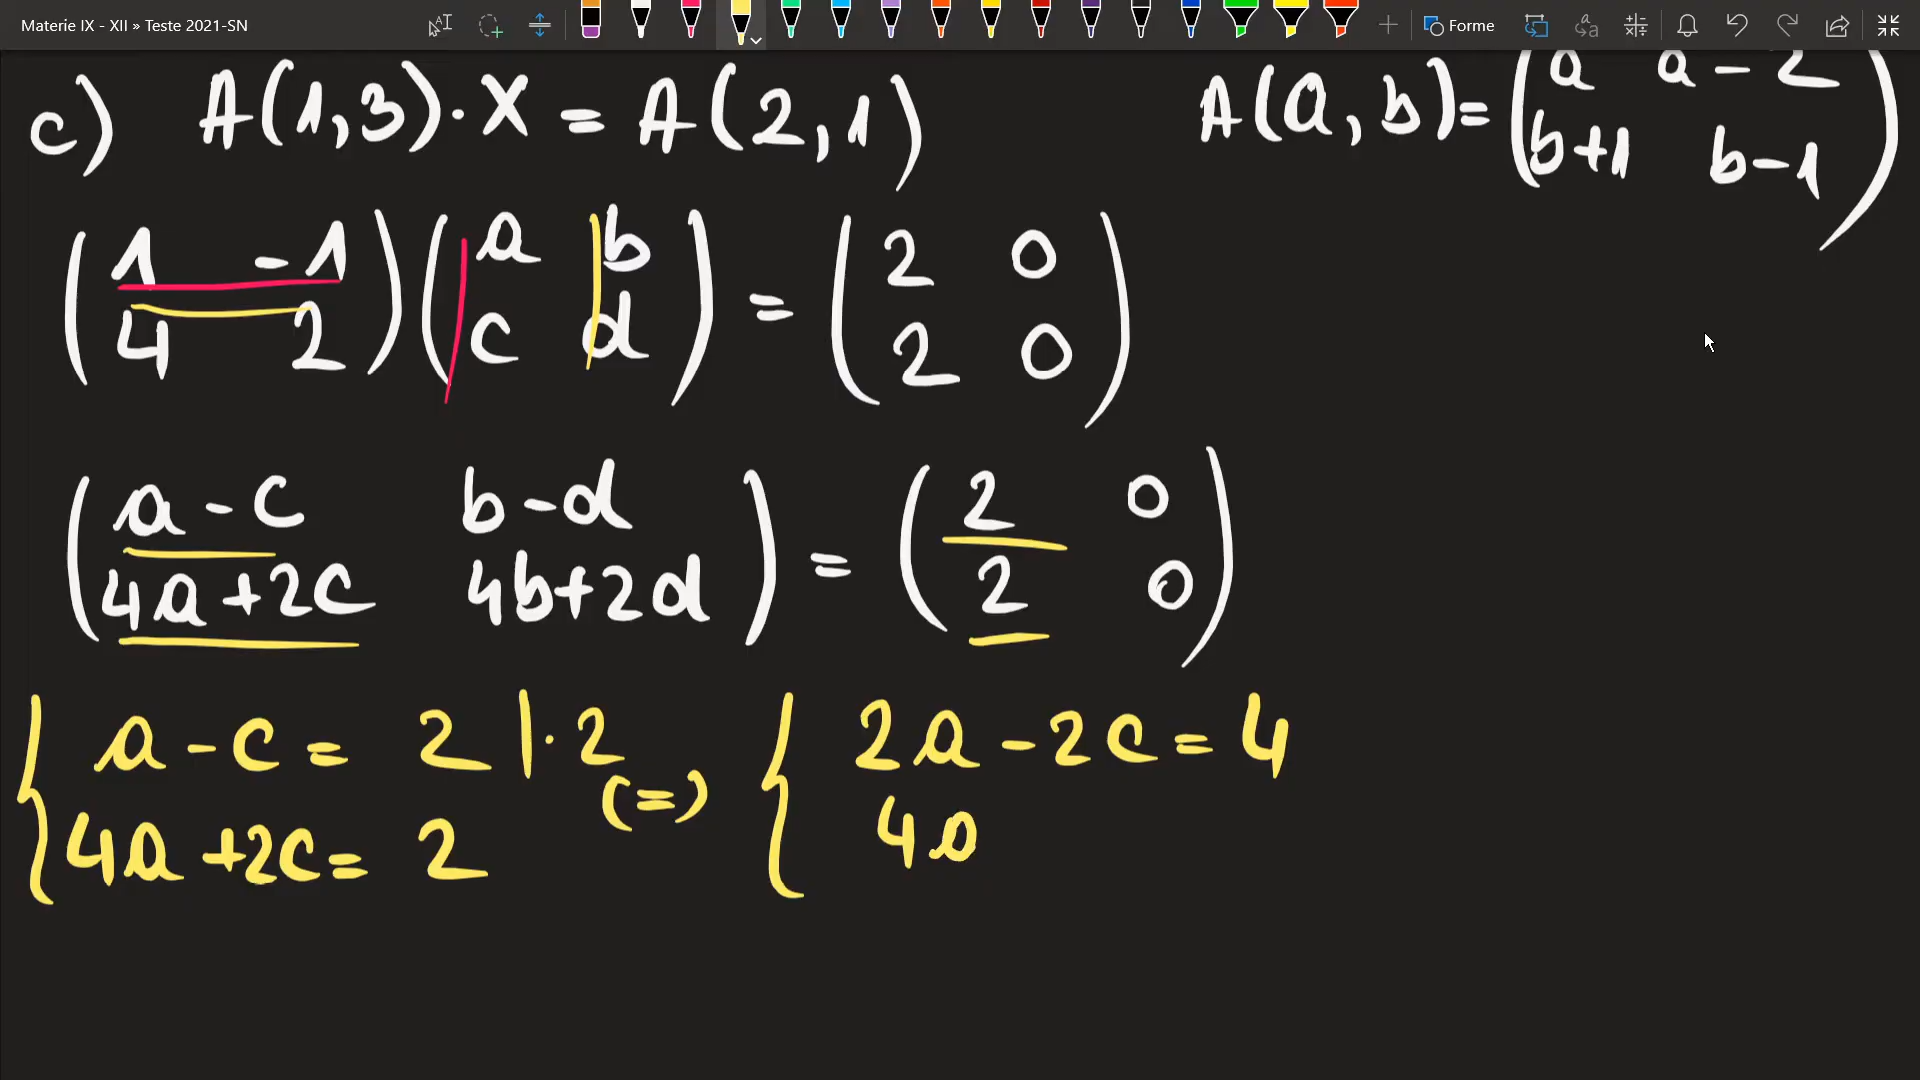 Materie IX - XII » Teste 2021-SN
Forme
c) A(1,3)·X = A(2,1)
A(a,b)= (a a-2
b+1 b-1)
(1 -1
4 2) (a b
c d) = (2 0
2 0)
(a-c b-d
4a+2c 4b+2d) = (2 0
2 0)
{ a-c = 2 |·2
4a+2c= 2
(=)
{ 2a-2c=4
4a